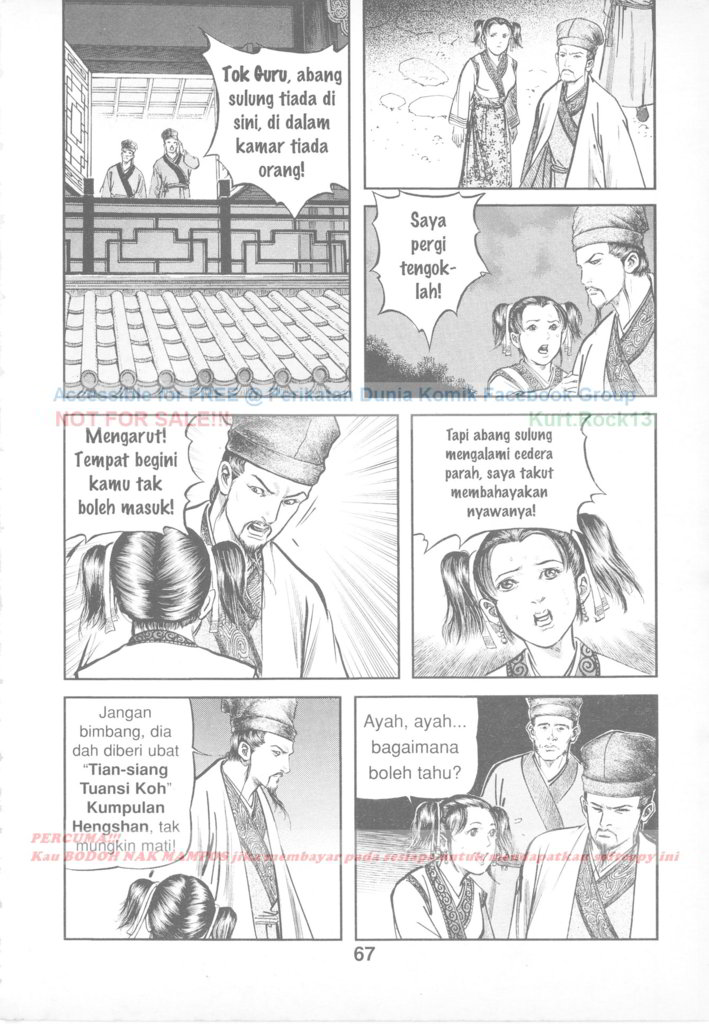 Tok Guru, abang
sulung tiada di
sini, di dalam
kamar tiada
orang!
Saya
pergi
tengok-
lah!
Accessible for FREE @ Perikatan Dunia Komik Facebook Group
NOT FOR SALE!!!
Kurt.Rock13
Mengarut!
Tempat begini
kamu tak
boleh masuk!
Tapi abang sulung
mengalami cedera
parah, saya takut
membahayakan
nyawanya!
Jangan
bimbang, dia
dah diberi ubat
“Tian-siang
Tuansi Koh”
Kumpulan
Hengshan, tak
mungkin mati!
Ayah, ayah...
bagaimana
boleh tahu?
PERCUMA!!!
Kau BODOH NAK MAMPOS jika membayar pada sesiapa untuk mendapatkan softcopy ini
67